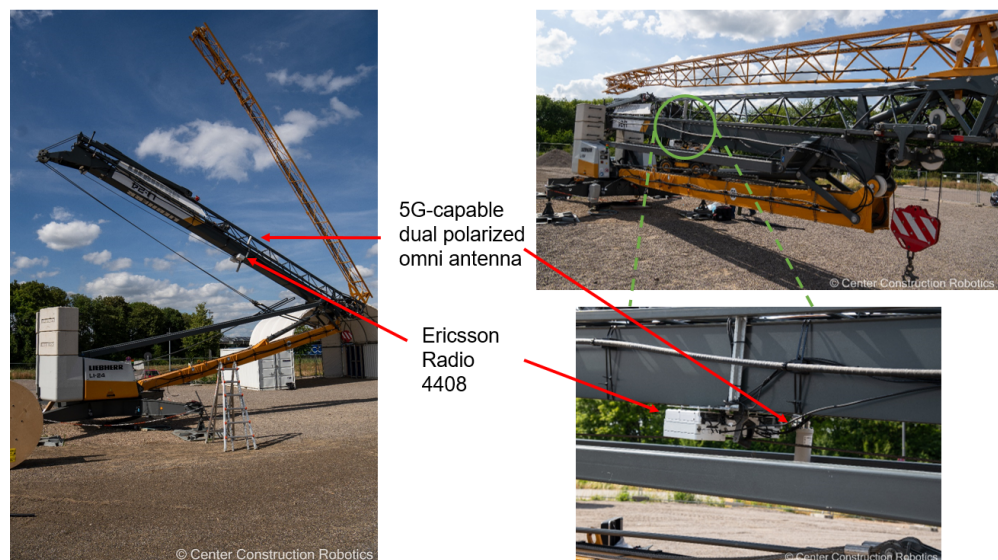 5G-capable
dual polarized
omni antenna
Ericsson
Radio
4408
LIEBHERR
© Center Construction Robotics
© Center Construction Robotics
© Center Construction Robotics